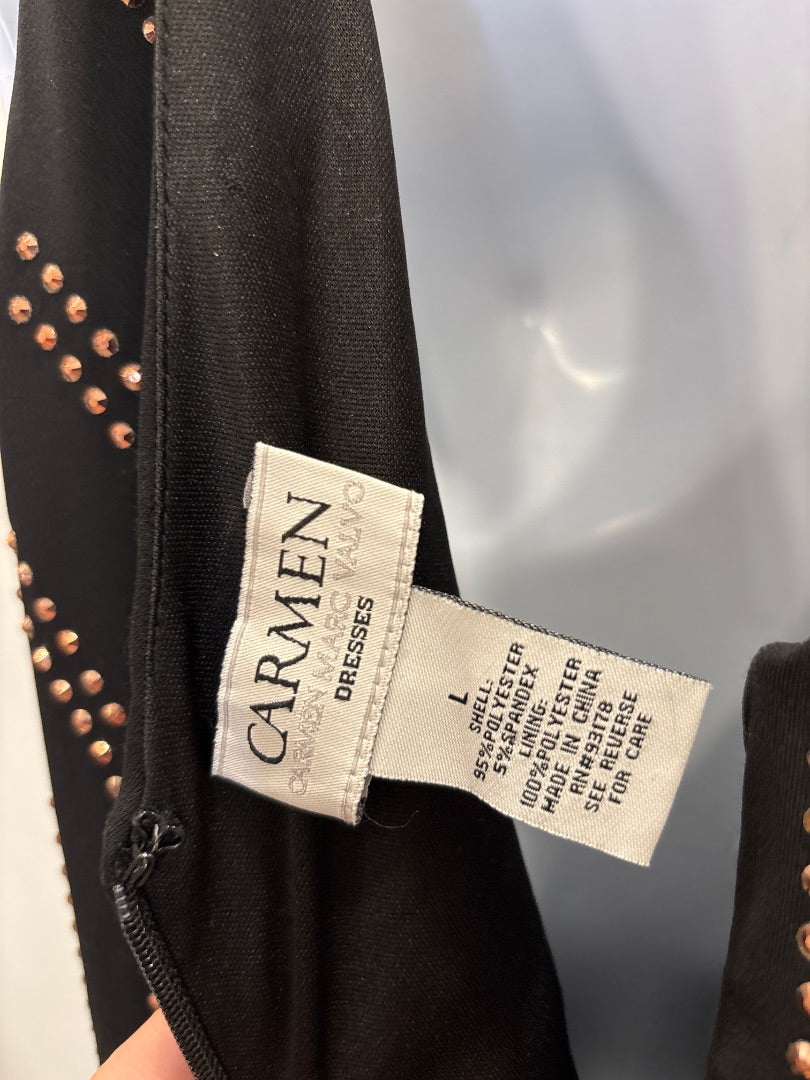 CARMEN
CARMEN MARC VALVO
DRESSES
L
SHELL:
95%POLYESTER
5%SPANDEX
LINING:
100%POLYESTER
MADE IN CHINA
RN#93178
SEE REVERSE
FOR CARE